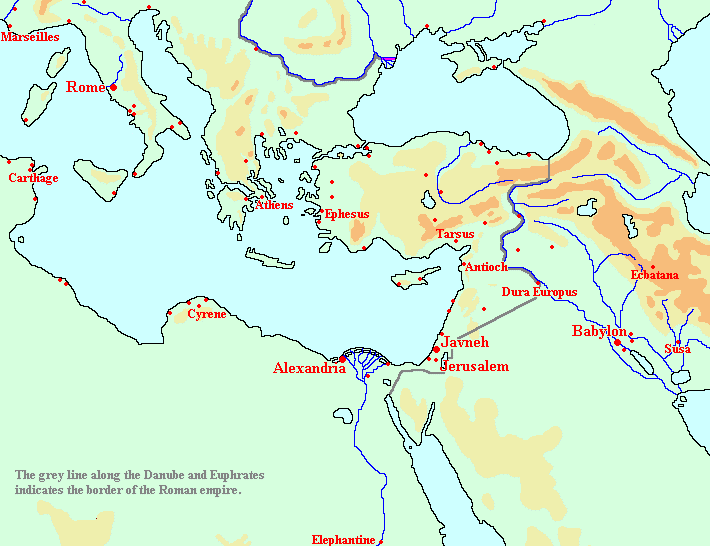 Marseilles
Rome
Carthage
Athens
Ephesus
Tarsus
Antioch
Ecbatana
Dura Europus
Cyrene
Babylon
Javneh
Susa
Alexandria
Jerusalem
The grey line along the Danube and Euphrates
indicates the border of the Roman empire.
Elephantine